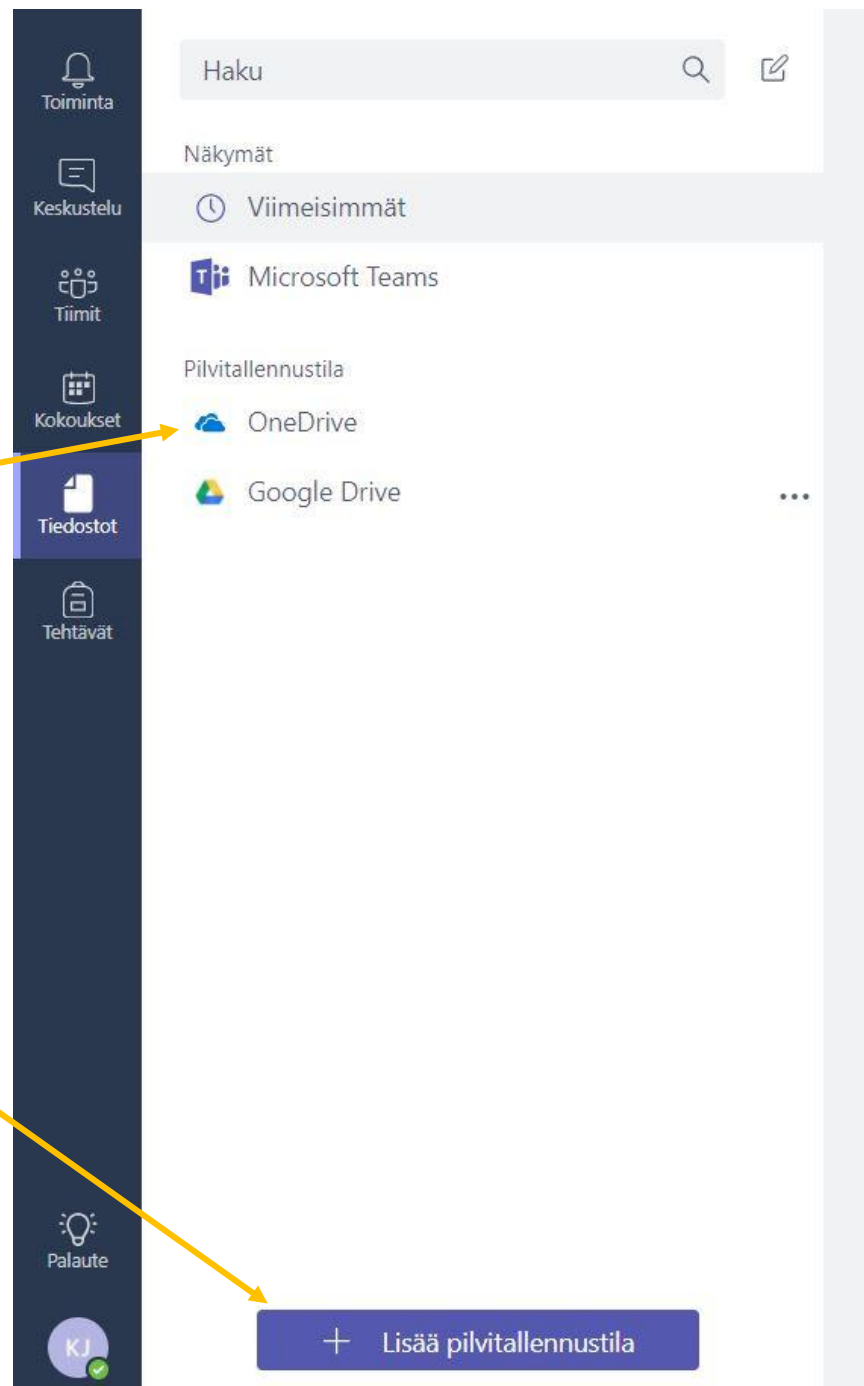 Toiminta
Keskustelu
Tiimit
Kokoukset
Tiedostot
Tehtävät
Palaute
KJ
Haku
Näkymät
Viimeisimmät
Microsoft Teams
Pilvitallennustila
OneDrive
Google Drive
...
+ Lisää pilvitallennustila